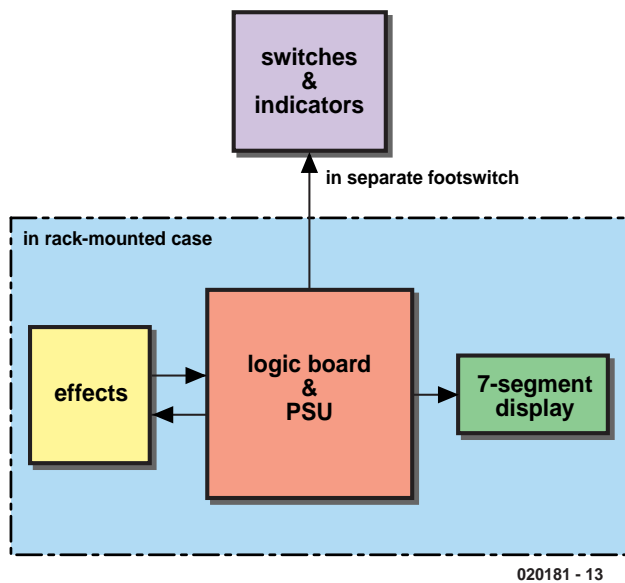 switches
&
indicators
in separate footswitch
in rack-mounted case
effects
logic board
&
PSU
7-segment
display
020181 - 13